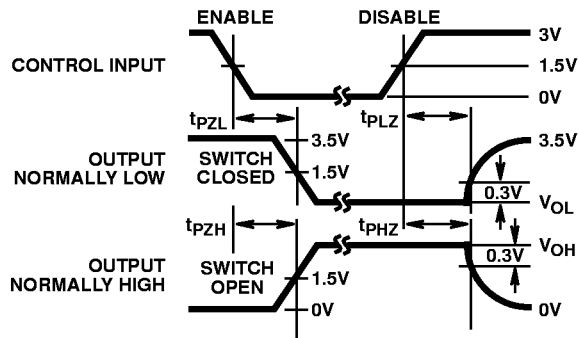 ENABLE DISABLE
3V
CONTROL INPUT 1.5V
0V
tPZL tPLZ
3.5V 3.5V
OUTPUT NORMALLY LOW
SWITCH CLOSED
1.5V
0.3V
VOL
tPZH tPHZ
VOH
OUTPUT NORMALLY HIGH
SWITCH OPEN
0.3V
1.5V
0V 0V